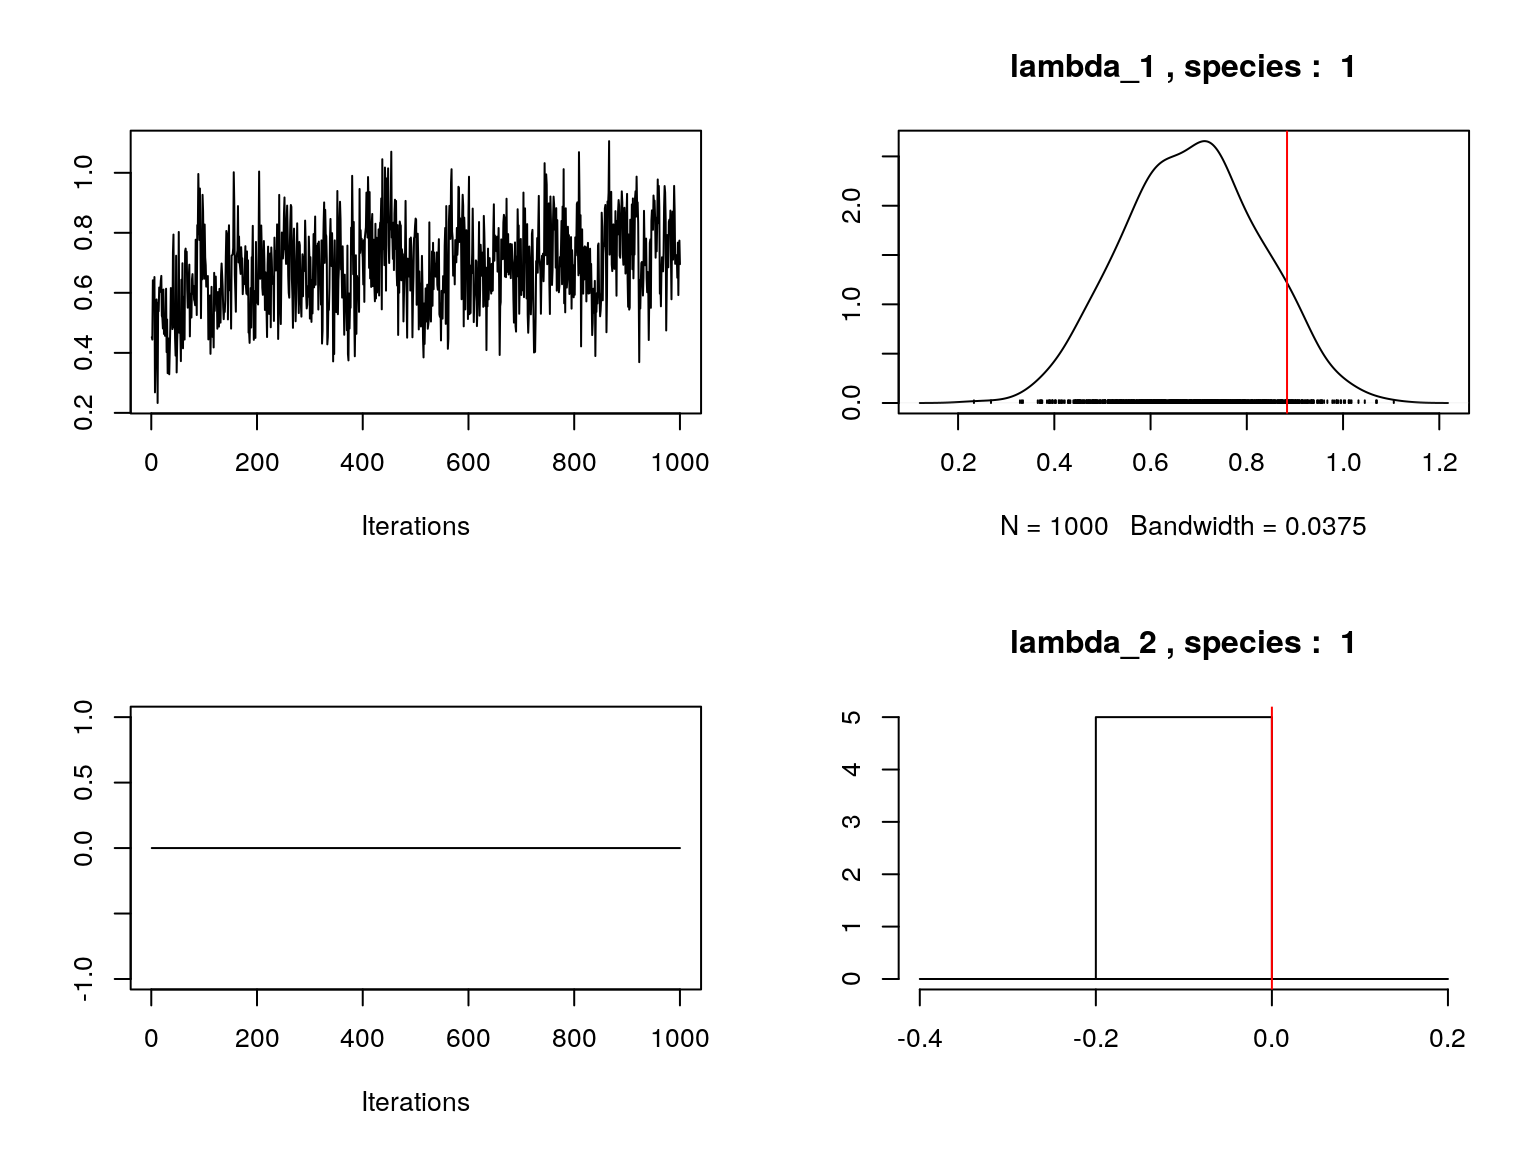 lambda_1 , species :  1
1.0
0.8
0.6
0.4
0.2
0 200 400 600 800 1000
Iterations
2.0
1.0
0.0
0.2 0.4 0.6 0.8 1.0 1.2
N = 1000   Bandwidth = 0.0375
lambda_2 , species :  1
1.0
0.5
0.0
-1.0
0 200 400 600 800 1000
Iterations
5
4
3
2
1
0
-0.4 -0.2 0.0 0.2